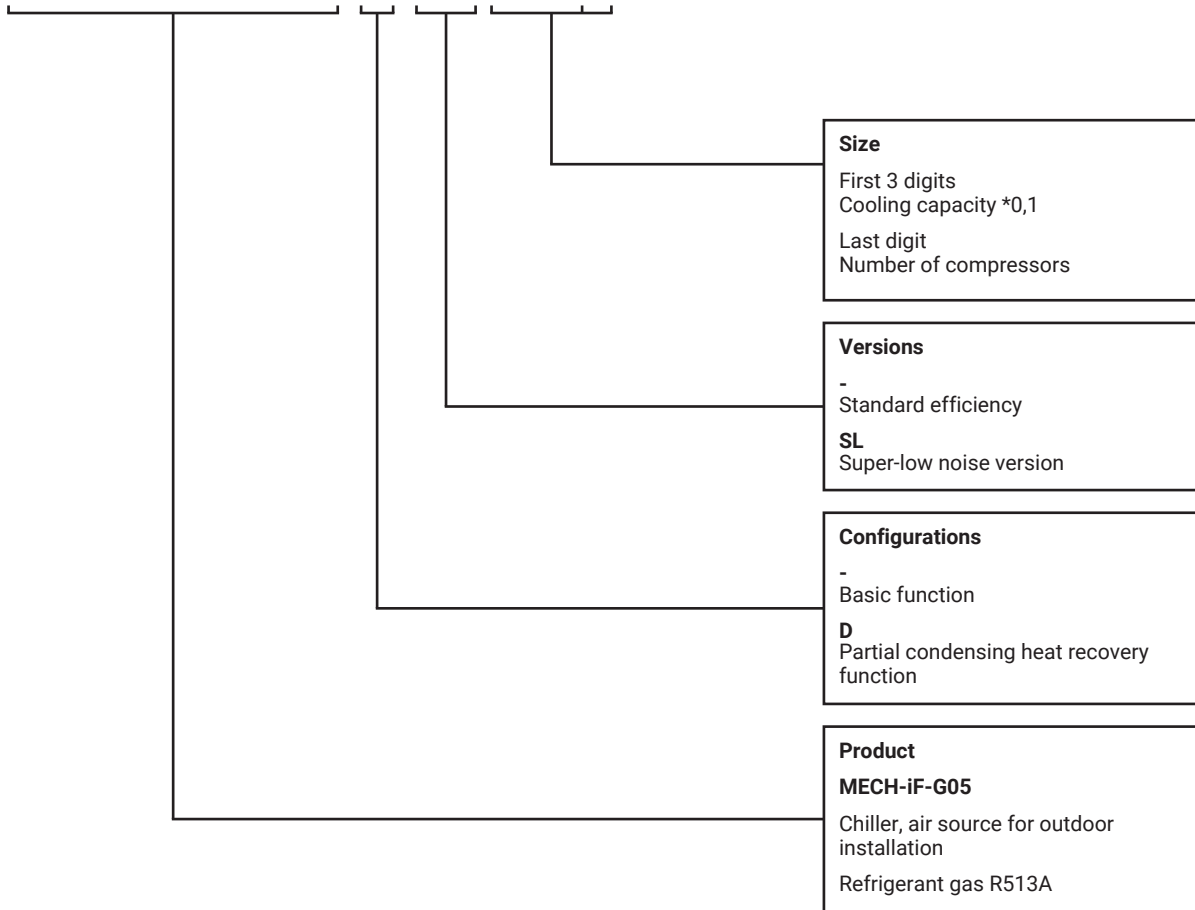 Size
First 3 digits
Cooling capacity *0,1
Last digit
Number of compressors
Versions
-
Standard efficiency
SL
Super-low noise version
Configurations
-
Basic function
D
Partial condensing heat recovery
function
Product
MECH-iF-G05
Chiller, air source for outdoor
installation
Refrigerant gas R513A